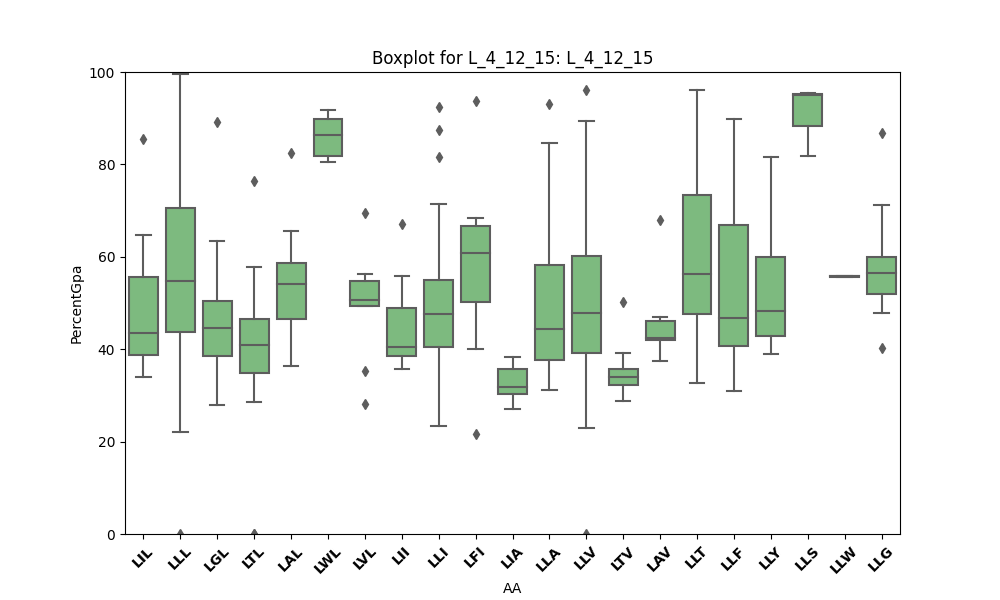 Boxplot for L_4_12_15: L_4_12_15
100
80
60
40
20
0
PercentGpa
LIL LLL LGL LTL LAL LWL LVL LII LLI LFI LIA LLA LLV LTV LAV LLT LLF LLY LLS LLW LLG
AA